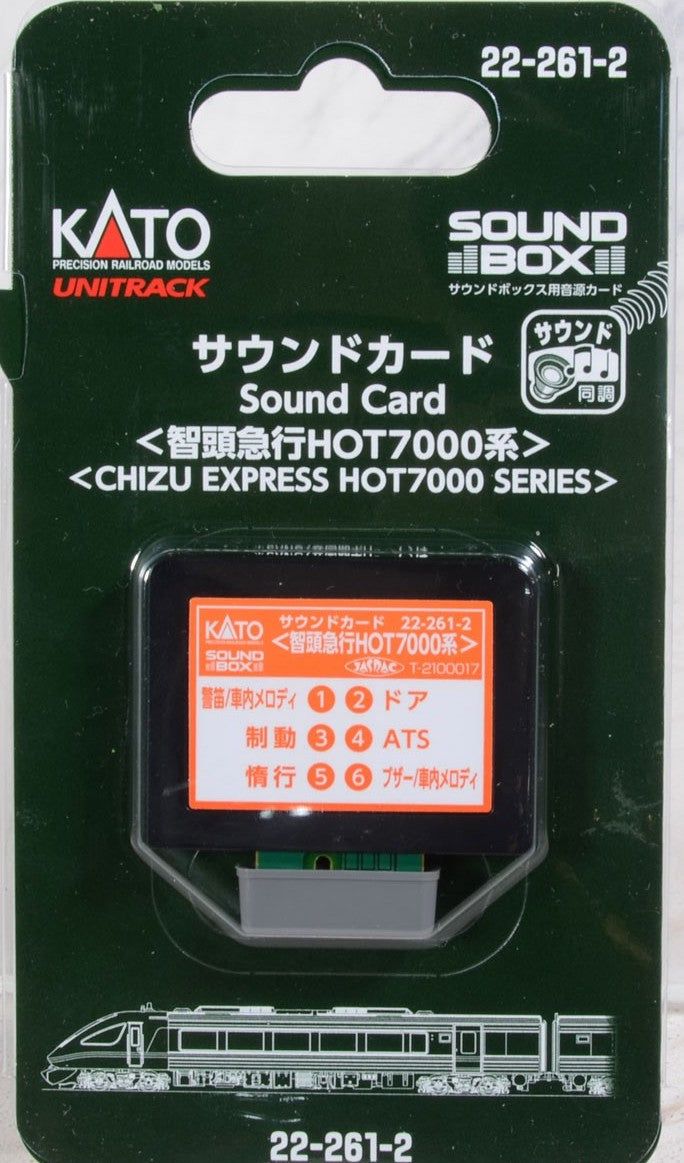 22-261-2
KATO
PRECISION RAILROAD MODELS
UNITRACK
SOUND
BOX
サウンドボックス用音源カード
サウンド
同調
サウンドカード
Sound Card
<智頭急行HOT7000系>
<CHIZU EXPRESS HOT7000 SERIES>
KATO
PRECISION RAILROAD MODELS
サウンドカード 22-261-2
<智頭急行HOT7000系>
SOUND
BOX
JASRAC T-2100017
警笛/車内メロディ 1 2 ドア
制動 3 4 ATS
惰行 5 6 ブザー/車内メロディ
22-261-2